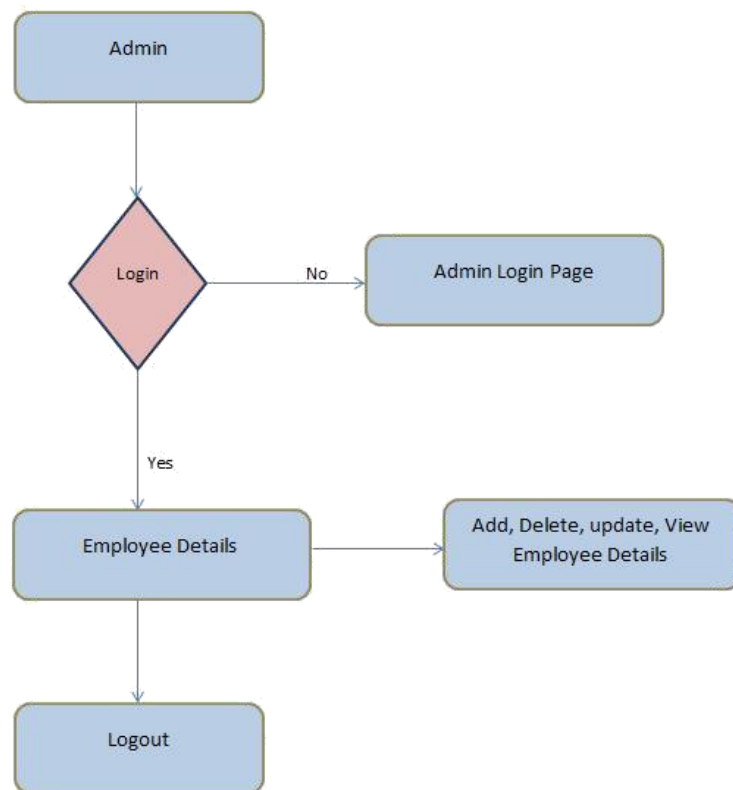 Admin
Login
No
Admin Login Page
Yes
Employee Details
Add, Delete, update, View
Employee Details
Logout